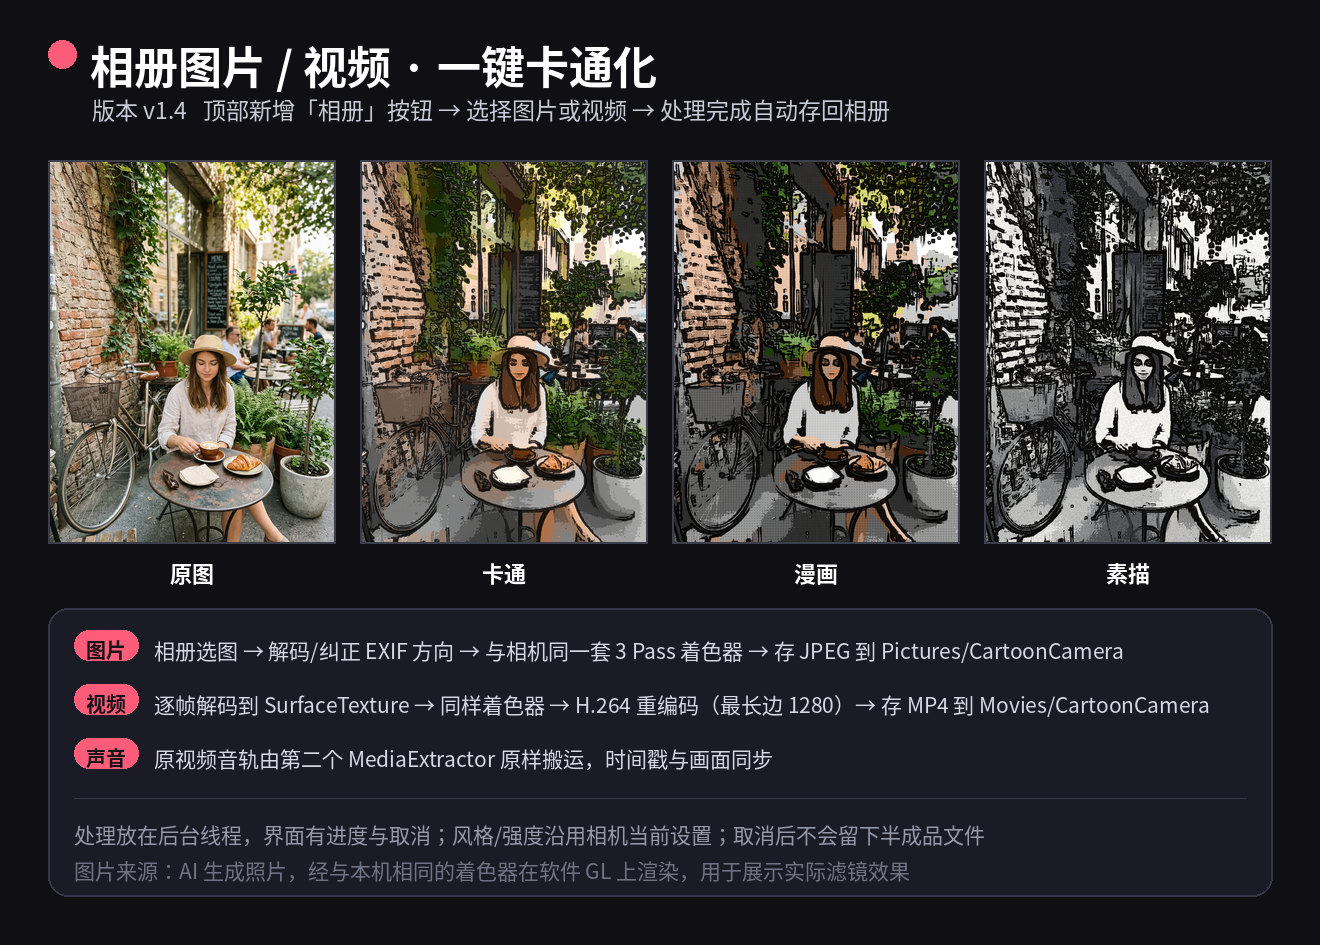 相册图片 / 视频 · 一键卡通化
版本 v1.4 顶部新增「相册」按钮 → 选择图片或视频 → 处理完成自动存回相册
MENU
原图
卡通
漫画
素描
图片 相册选图 → 解码/纠正 EXIF 方向 → 与相机同一套 3 Pass 着色器 → 存 JPEG 到 Pictures/CartoonCamera
视频 逐帧解码到 SurfaceTexture → 同样着色器 → H.264 重编码（最长边 1280）→ 存 MP4 到 Movies/CartoonCamera
声音 原视频音轨由第二个 MediaExtractor 原样搬运，时间戳与画面同步
处理放在后台线程，界面有进度与取消；风格/强度沿用相机当前设置；取消后不会留下半成品文件
图片来源：AI 生成照片，经与本机相同的着色器在软件 GL 上渲染，用于展示实际滤镜效果